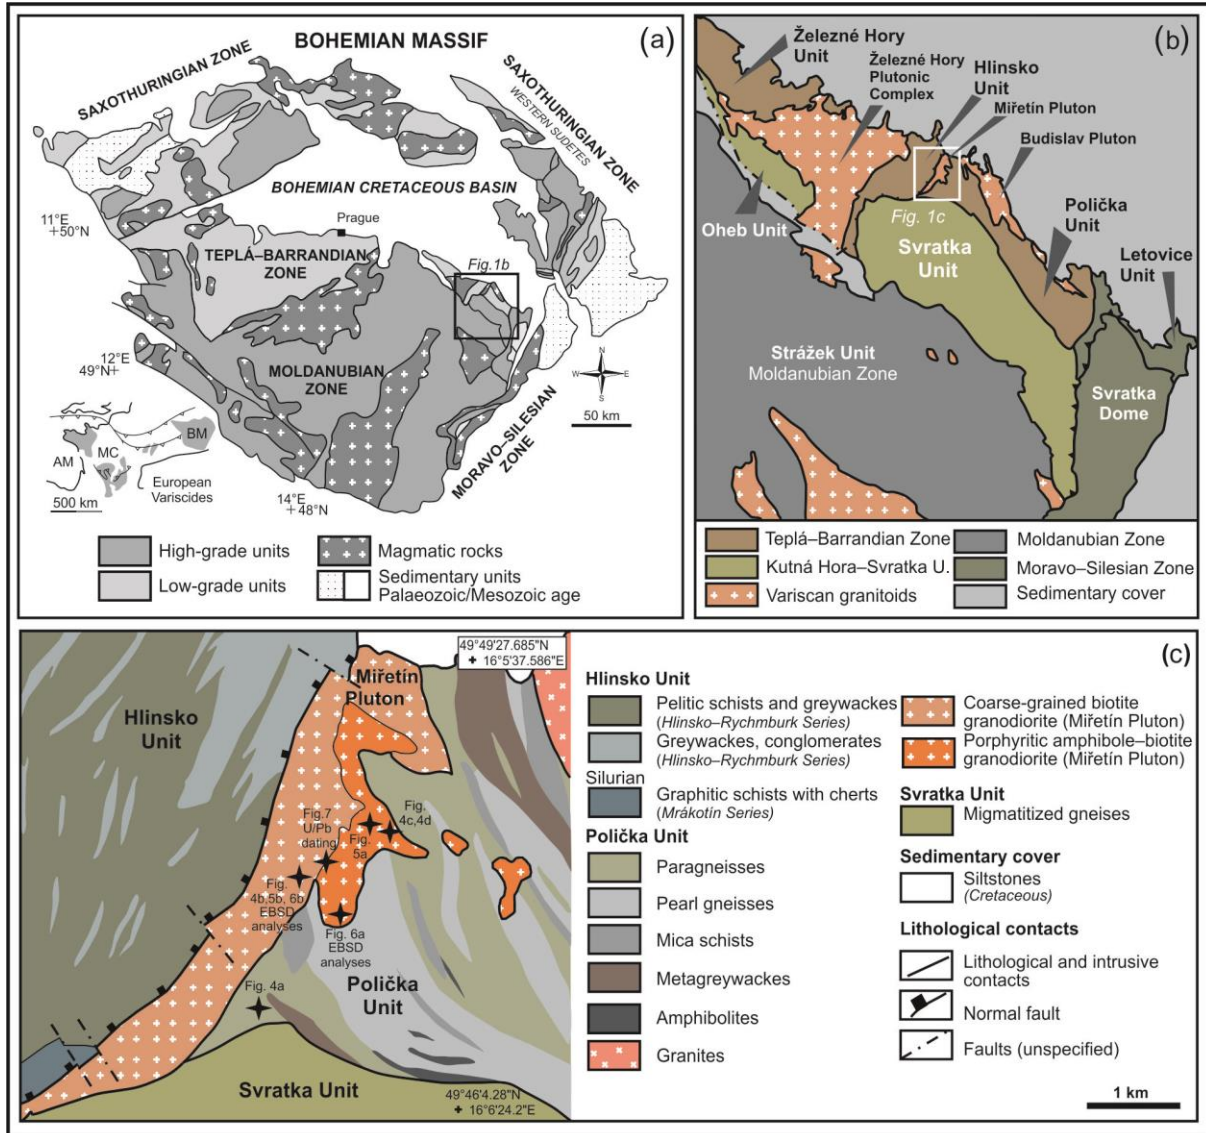 BOHEMIAN MASSIF
(a)
SAXOTHURINGIAN ZONE
SAXOTHURINGIAN ZONE
WESTERN SUDETES
BOHEMIAN CRETACEOUS BASIN
11°E
+50°N
Prague
TEPLÁ–BARRANDIAN
ZONE
Fig.1b
12°E
49°N+
MOLDANUBIAN
ZONE
N
W
E
S
50 km
MORAVO–SILESIAN
ZONE
BM
MC
AM
European
Variscides
500 km
14°E
+48°N
High-grade units
Low-grade units
Magmatic rocks
Sedimentary units
Palaeozoic/Mesozoic age
(b)
Železné Hory
Unit
Železné Hory
Plutonic
Complex
Hlinsko
Unit
Miřetín Pluton
Budislav Pluton
Oheb Unit
Fig. 1c
Svratka
Unit
Polička
Unit
Letovice
Unit
Strážek Unit
Moldanubian Zone
Svratka
Dome
Teplá–Barrandian Zone
Kutná Hora–Svratka U.
Variscan granitoids
Moldanubian Zone
Moravo–Silesian Zone
Sedimentary cover
(c)
49°49'27.685"N
16°5'37.586"E
Miřetín
Pluton
Hlinsko
Unit
Fig.7
U/Pb
dating
Fig.
5a
Fig.
4c,4d
Fig.
4b,5b, 6b
EBSD
analyses
Fig. 6a
EBSD
analyses
Fig. 4a
Polička
Unit
Svratka Unit
49°46'4.28"N
16°6'24.2"E
Hlinsko Unit
Pelitic schists and greywackes
(Hlinsko–Rychmburk Series)
Greywackes, conglomerates
(Hlinsko–Rychmburk Series)
Silurian
Graphitic schists with cherts
(Mrákotín Series)
Polička Unit
Paragneisses
Pearl gneisses
Mica schists
Metagreywackes
Amphibolites
Granites
Coarse-grained biotite
granodiorite (Miřetín Pluton)
Porphyritic amphibole–biotite
granodiorite (Miřetín Pluton)
Svratka Unit
Migmatitized gneises
Sedimentary cover
Siltstones
(Cretaceous)
Lithological contacts
Lithological and intrusive
contacts
Normal fault
Faults (unspecified)
1 km